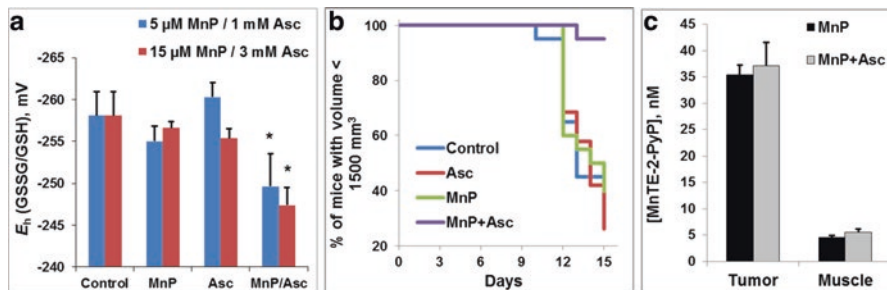 a
5 µM MnP / 1 mM Asc
15 µM MnP / 3 mM Asc
Eh (GSSG/GSH), mV
-265
-260
-255
-250
-245
-240
*
*
Control
MnP
Asc
MnP/Asc
b
% of mice with volume <
1500 mm³
100
80
60
40
20
Control
Asc
MnP
MnP+Asc
0
3
6
9
12
15
Days
c
MnP
MnP+Asc
[MnTE-2-PyP], nM
45
40
35
30
25
20
15
10
5
0
Tumor
Muscle